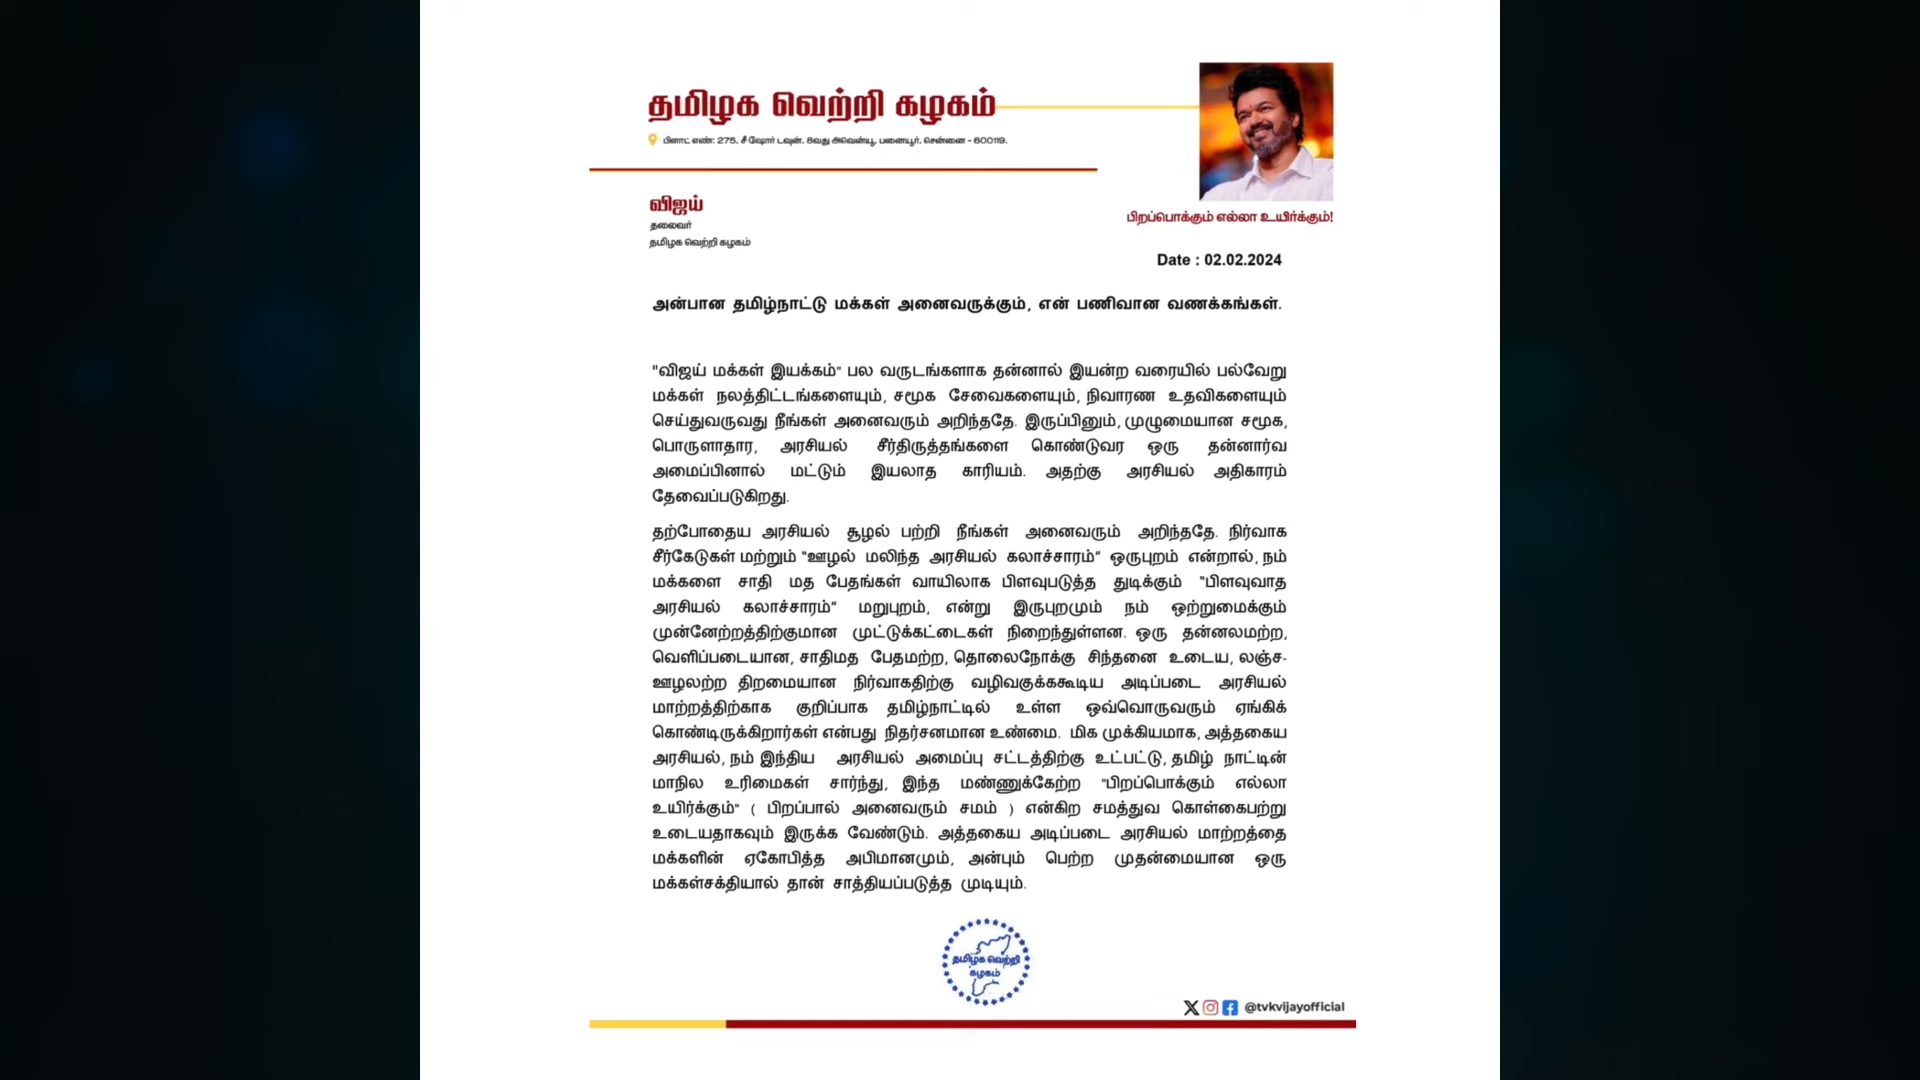 தமிழக வெற்றி கழகம்
பிளாட் எண்: 275, சீ ஷோர் டவுன், 8வது அவென்யூ, பனையூர், சென்னை - 600119.
விஜய்
தலைவர்
தமிழக வெற்றி கழகம்
பிறப்பொக்கும் எல்லா உயிர்க்கும்!
Date : 02.02.2024
அன்பான தமிழ்நாட்டு மக்கள் அனைவருக்கும், என் பணிவான வணக்கங்கள்.
"விஜய் மக்கள் இயக்கம்" பல வருடங்களாக தன்னால் இயன்ற வரையில் பல்வேறு
மக்கள் நலத்திட்டங்களையும், சமூக சேவைகளையும், நிவாரண உதவிகளையும்
செய்துவருவது நீங்கள் அனைவரும் அறிந்ததே. இருப்பினும், முழுமையான சமூக,
பொருளாதார, அரசியல் சீர்திருத்தங்களை கொண்டுவர ஒரு தன்னார்வ
அமைப்பினால் மட்டும் இயலாத காரியம். அதற்கு அரசியல் அதிகாரம்
தேவைப்படுகிறது.
தற்போதைய அரசியல் சூழல் பற்றி நீங்கள் அனைவரும் அறிந்ததே. நிர்வாக
சீர்கேடுகள் மற்றும் "ஊழல் மலிந்த அரசியல் கலாச்சாரம்" ஒருபுறம் என்றால், நம்
மக்களை சாதி மத பேதங்கள் வாயிலாக பிளவுபடுத்த துடிக்கும் "பிளவுவாத
அரசியல் கலாச்சாரம்" மறுபுறம், என்று இருபுறமும் நம் ஒற்றுமைக்கும்
முன்னேற்றத்திற்குமான முட்டுக்கட்டைகள் நிறைந்துள்ளன. ஒரு தன்னலமற்ற,
வெளிப்படையான, சாதிமத பேதமற்ற, தொலைநோக்கு சிந்தனை உடைய, லஞ்ச-
ஊழலற்ற திறமையான நிர்வாகதிற்கு வழிவகுக்ககூடிய அடிப்படை அரசியல்
மாற்றத்திற்காக குறிப்பாக தமிழ்நாட்டில் உள்ள ஒவ்வொருவரும் ஏங்கிக்
கொண்டிருக்கிறார்கள் என்பது நிதர்சனமான உண்மை. மிக முக்கியமாக, அத்தகைய
அரசியல், நம் இந்திய அரசியல் அமைப்பு சட்டத்திற்கு உட்பட்டு, தமிழ் நாட்டின்
மாநில உரிமைகள் சார்ந்து, இந்த மண்ணுக்கேற்ற "பிறப்பொக்கும் எல்லா
உயிர்க்கும்" ( பிறப்பால் அனைவரும் சமம் ) என்கிற சமத்துவ கொள்கைபற்று
உடையதாகவும் இருக்க வேண்டும். அத்தகைய அடிப்படை அரசியல் மாற்றத்தை
மக்களின் ஏகோபித்த அபிமானமும், அன்பும் பெற்ற முதன்மையான ஒரு
மக்கள்சக்தியால் தான் சாத்தியப்படுத்த முடியும்.
தமிழக வெற்றி
கழகம்
@tvkvijayofficial